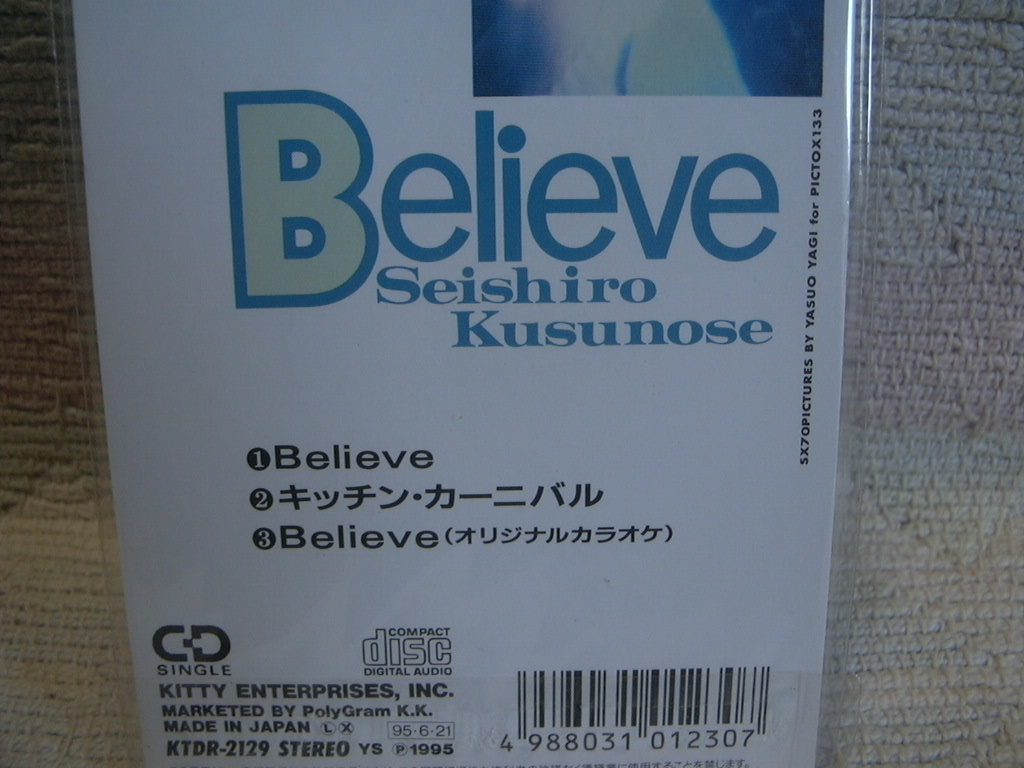 Believe
Seishiro
Kusunose
SX70PICTURES BY YASUO YAGI for PICTOX133
❶Believe
❷キッチン・カーニバル
❸Believe(オリジナルカラオケ)
CD
SINGLE
COMPACT
disc
DIGITAL AUDIO
KITTY ENTERPRISES, INC.
MARKETED BY PolyGram K.K.
MADE IN JAPAN Ⓛ Ⓧ 95·6·21
KTDR-2129 STEREO YS Ⓟ1995
4 988031 012307